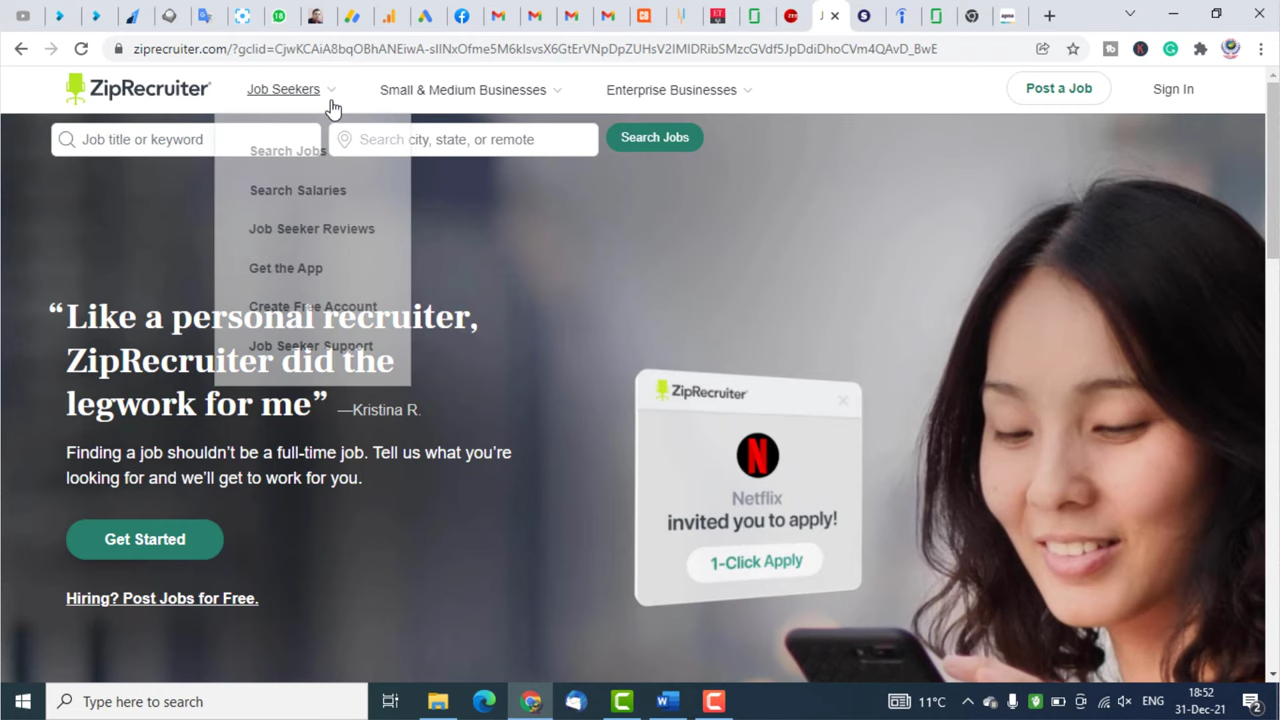 18
ET
ziprecruiter.com/?gclid=CjwKCAiA8bqOBhANEiwA-sIlNxOfme5M6kIsvsX6GtErVNpDpZUHsV2IMIDRibSMzcGVdf5JpDdiDhoCVm4QAvD_BwE
ZipRecruiter
Job Seekers
Small & Medium Businesses
Enterprise Businesses
Post a Job
Sign In
Job title or keyword
Search city, state, or remote
Search Jobs
Search Jobs
Search Salaries
Job Seeker Reviews
Get the App
Create Free Account
Job Seeker Support
“Like a personal recruiter,
ZipRecruiter did the
legwork for me” —Kristina R.
Finding a job shouldn’t be a full-time job. Tell us what you’re
looking for and we’ll get to work for you.
Get Started
Hiring? Post Jobs for Free.
ZipRecruiter
N
Netflix
invited you to apply!
1-Click Apply
Type here to search
11°C
ENG
18:52
31-Dec-21
2